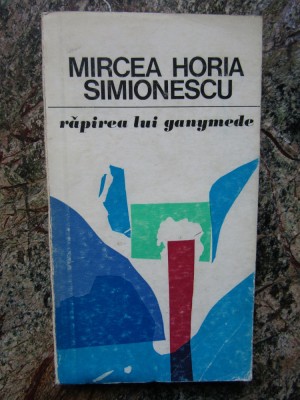 MIRCEA HORIA
SIMIONESCU
răpirea lui ganymede